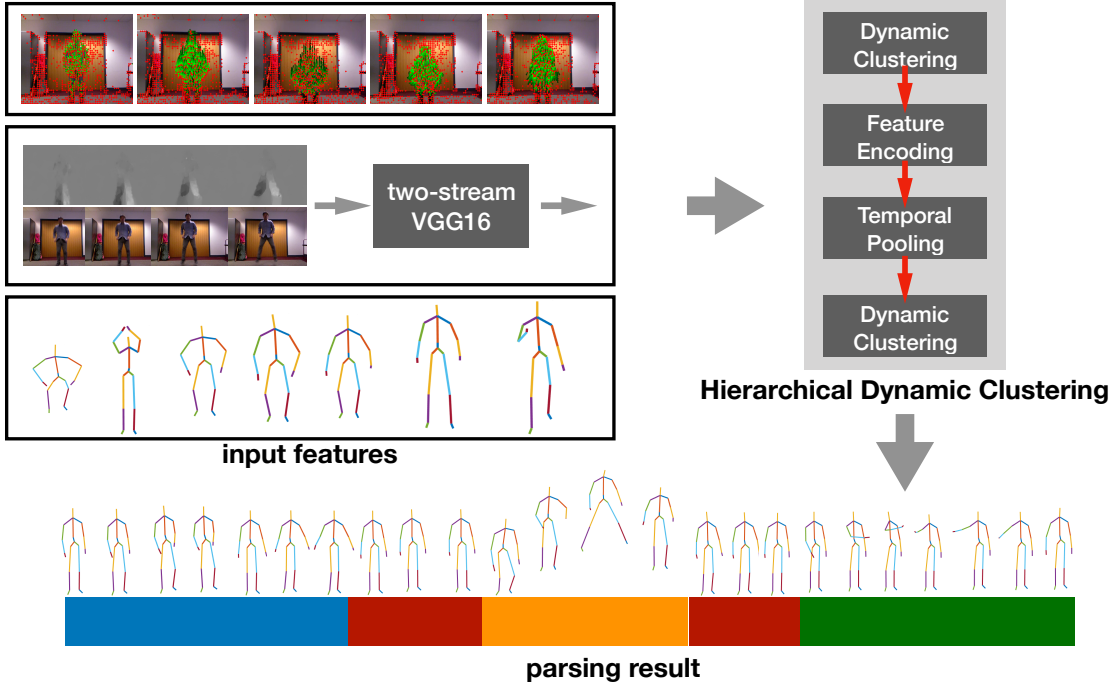 Dynamic
Clustering
Feature
Encoding
two-stream
VGG16
Temporal
Pooling
Dynamic
Clustering
Hierarchical Dynamic Clustering
input features
parsing result